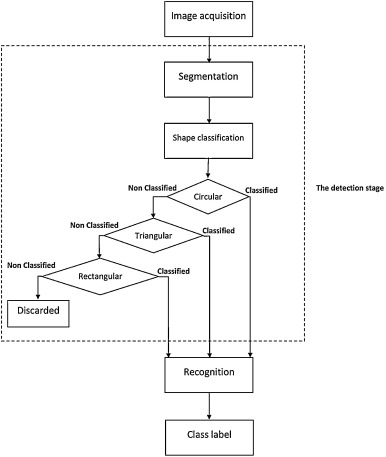 Image acquisition
Segmentation
Shape classification
Non Classified
Classified
The detection stage
Circular
Non Classified
Classified
Triangular
Non Classified
Classified
Rectangular
Discarded
Recognition
Class label